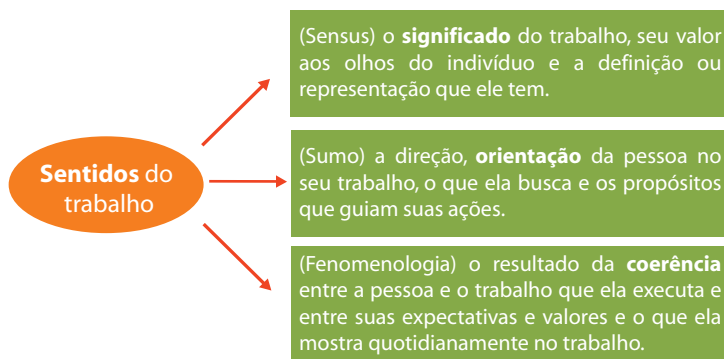 Sentidos do
trabalho
(Sensus) o significado do trabalho, seu valor
aos olhos do indivíduo e a definição ou
representação que ele tem.
(Sumo) a direção, orientação da pessoa no
seu trabalho, o que ela busca e os propósitos
que guiam suas ações.
(Fenomenologia) o resultado da coerência
entre a pessoa e o trabalho que ela executa e
entre suas expectativas e valores e o que ela
mostra quotidianamente no trabalho.